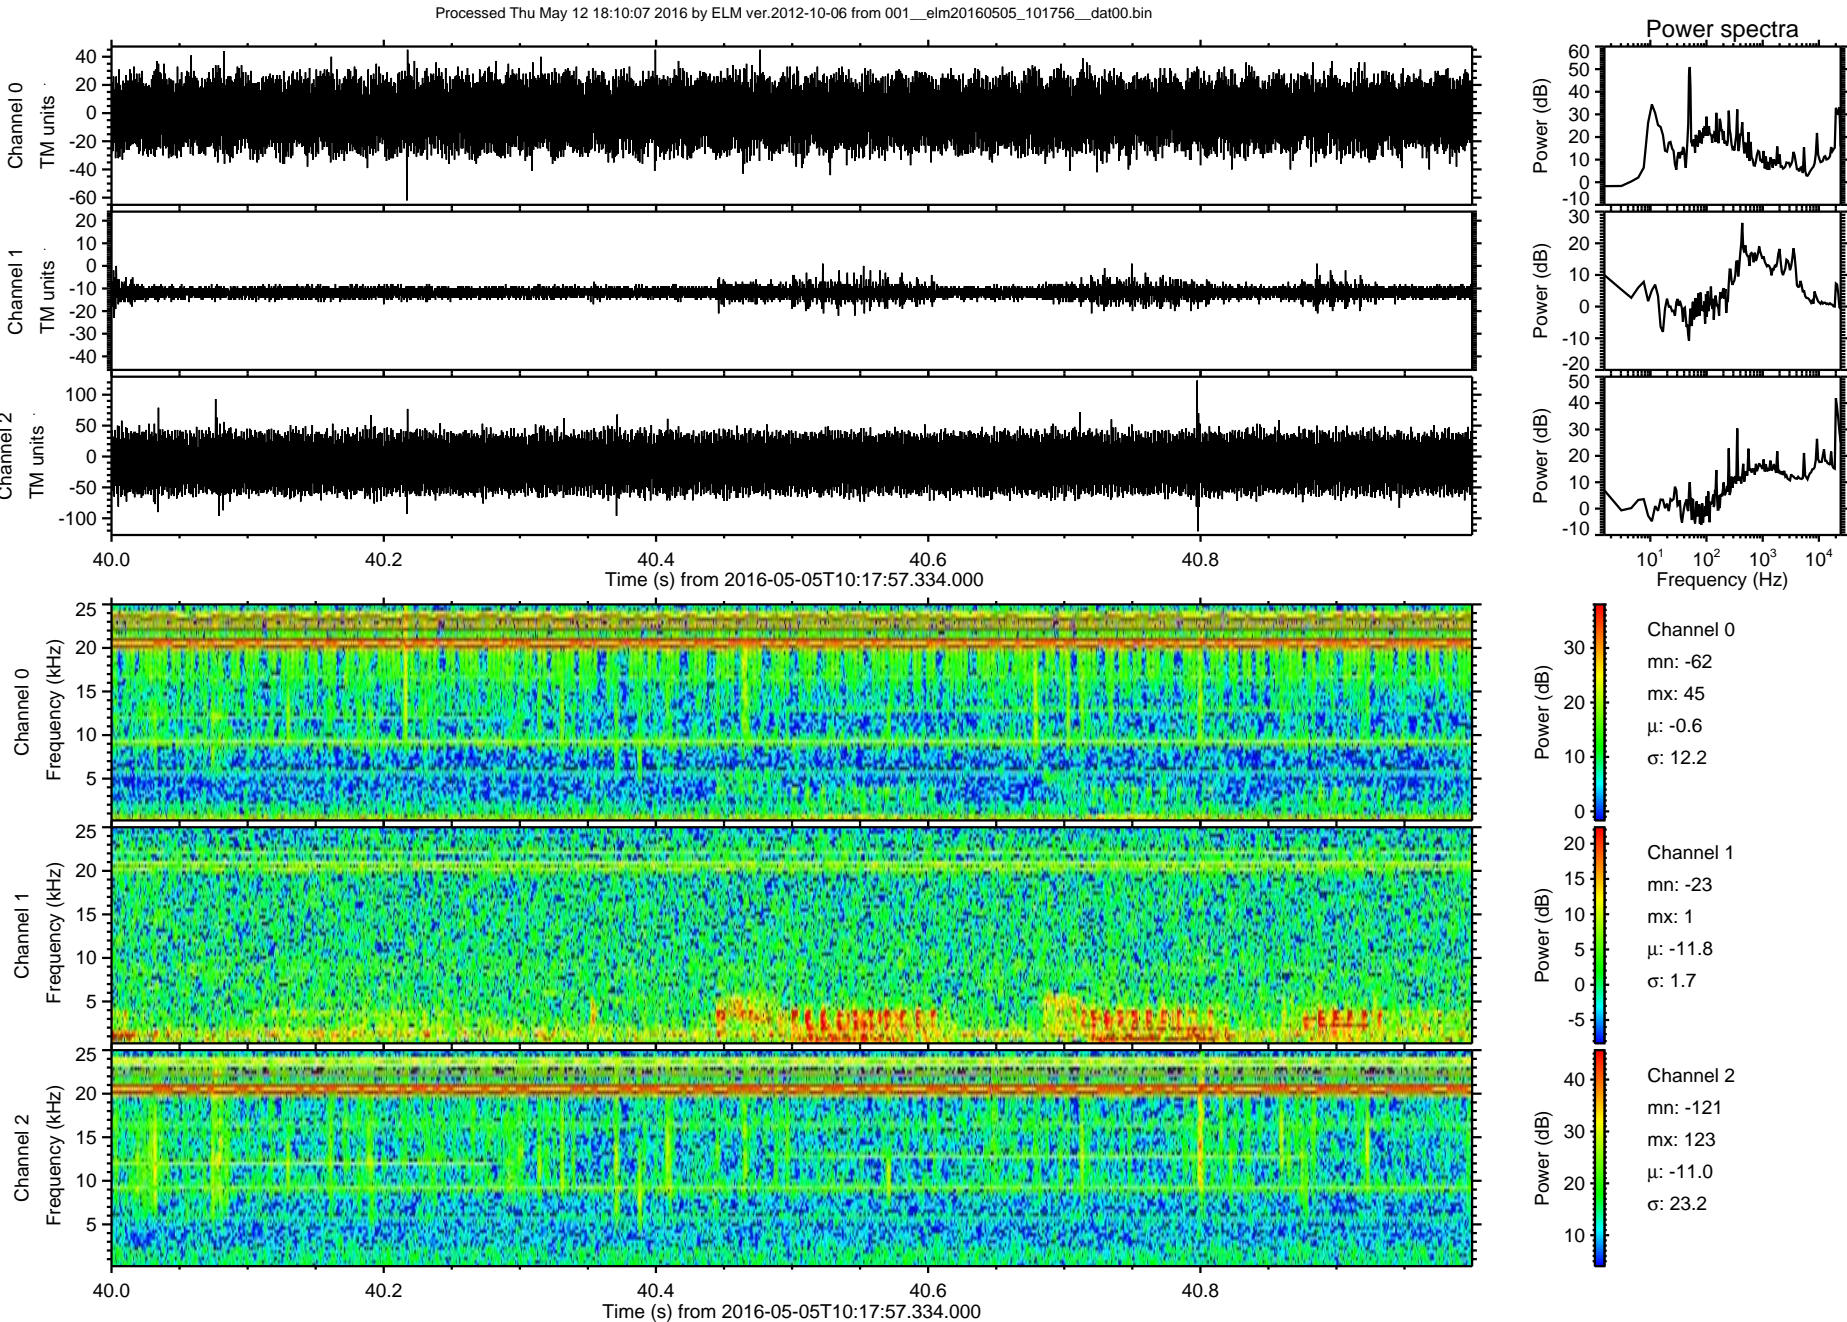 Processed Thu May 12 18:10:07 2016 by ELM ver.2012-10-06 from 001__elm20160505_101756__dat00.bin
Power spectra
Channel 0
TM units
40
20
0
-20
-40
-60
Power (dB)
60
50
40
30
20
10
0
-10
Channel 1
TM units
20
10
0
-10
-20
-30
-40
Power (dB)
30
20
10
0
-10
-20
Channel 2
TM units
100
50
0
-50
-100
Power (dB)
50
40
30
20
10
0
-10
40.0 40.2 40.4 40.6 40.8
Time (s) from 2016-05-05T10:17:57.334.000
10^1 10^2 10^3 10^4
Frequency (Hz)
Channel 0
Frequency (kHz)
25
20
15
10
5
Power (dB)
30
20
10
0
Channel 0
mn: -62
mx: 45
μ: -0.6
σ: 12.2
Channel 1
Frequency (kHz)
25
20
15
10
5
Power (dB)
20
15
10
5
0
-5
Channel 1
mn: -23
mx: 1
μ: -11.8
σ: 1.7
Channel 2
Frequency (kHz)
25
20
15
10
5
Power (dB)
40
30
20
10
Channel 2
mn: -121
mx: 123
μ: -11.0
σ: 23.2
40.0 40.2 40.4 40.6 40.8
Time (s) from 2016-05-05T10:17:57.334.000